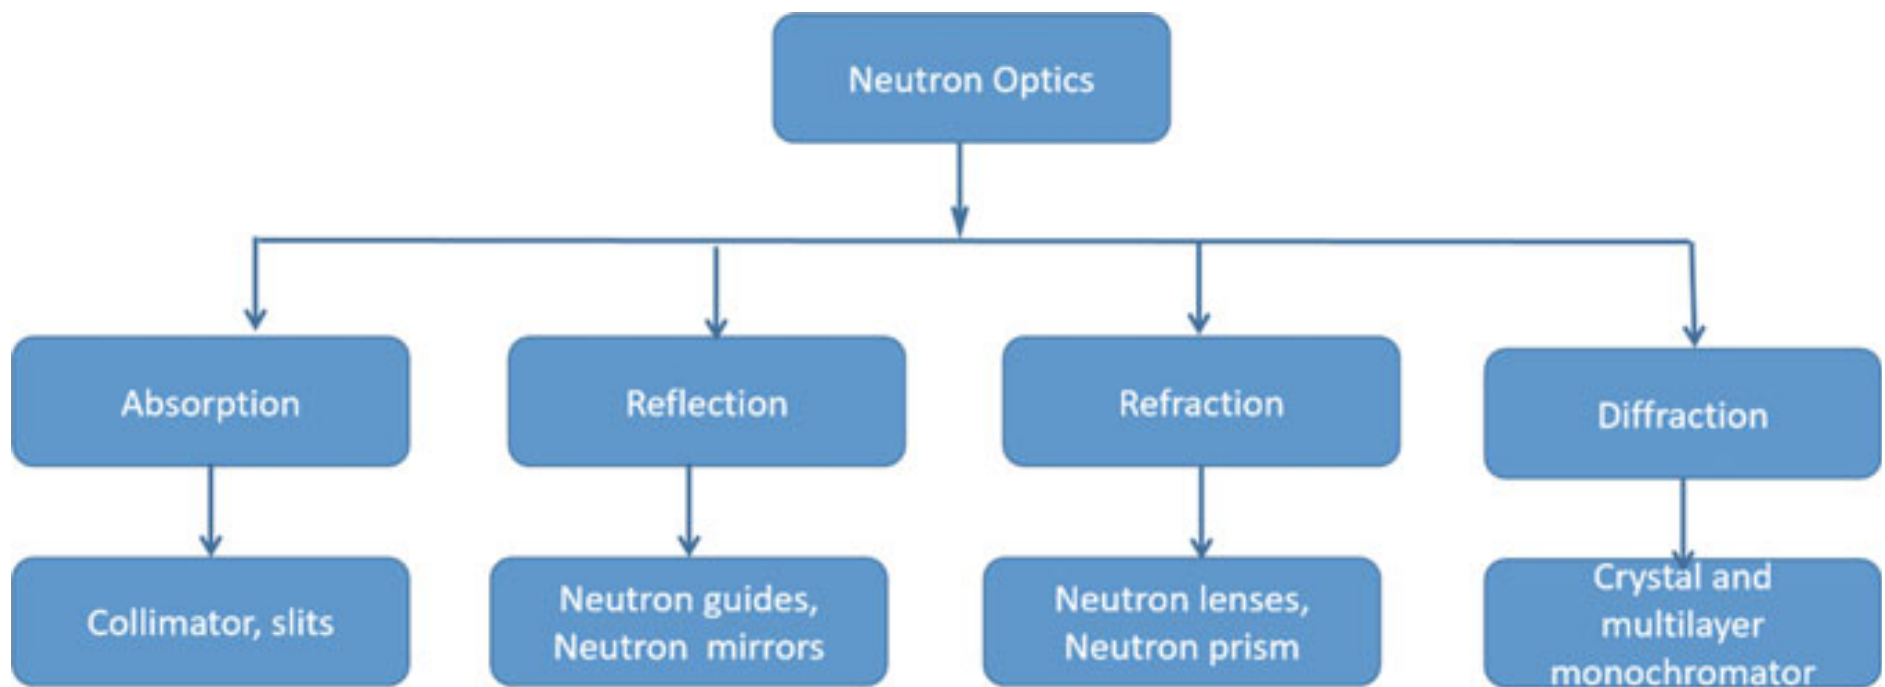 Neutron Optics
Absorption
Reflection
Refraction
Diffraction
Collimator, slits
Neutron guides,
Neutron mirrors
Neutron lenses,
Neutron prism
Crystal and
multilayer
monochromator